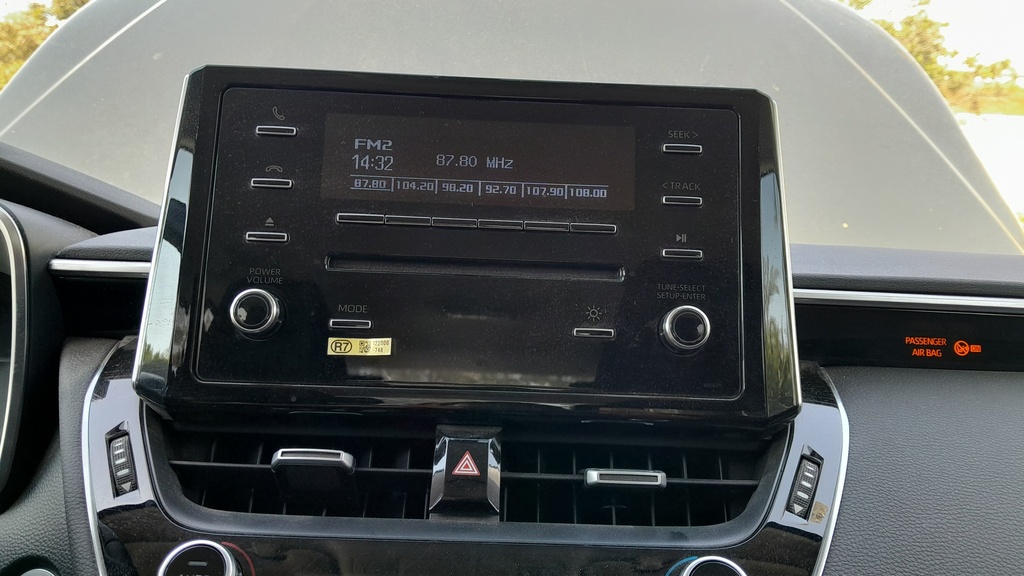 FM2
14:32 87.80 MHz
87.80 104.20 98.20 92.70 107.90 108.00
SEEK >
< TRACK
POWER
VOLUME
MODE
TUNE·SELECT
SETUP·ENTER
R7
PASSENGER
AIR BAG
ON